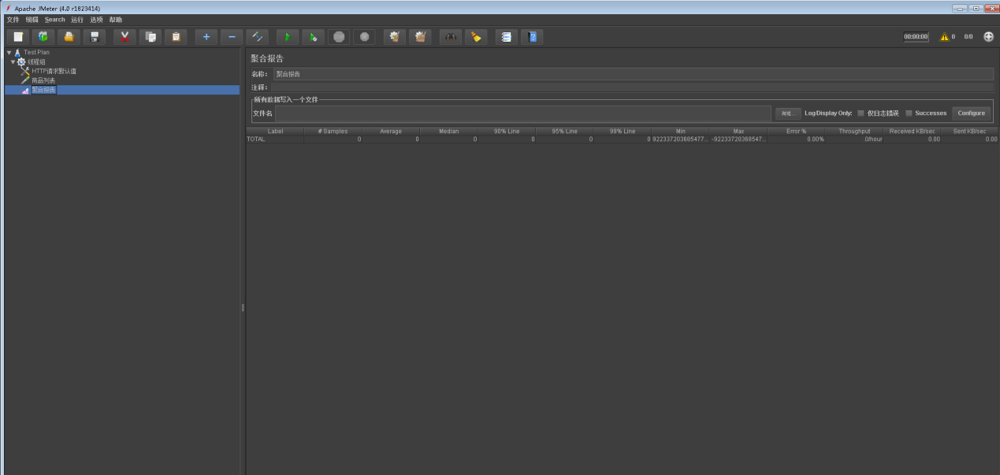 Apache JMeter (4.0 r1823414)
文件 编辑 Search 运行 选项 帮助
00:00:00 0 0/0
Test Plan
线程组
HTTP请求默认值
商品列表
聚合报告
聚合报告
名称： 聚合报告
注释：
所有数据写入一个文件
文件名 浏览... Log/Display Only: 仅日志错误 Successes Configure
Label # Samples Average Median 90% Line 95% Line 99% Line Min Max Error % Throughput Received KB/sec Sent KB/sec
TOTAL 0 0 0 0 0 0 922337203685477... -92233720368547... 0.00% .0/hour 0.00 0.00